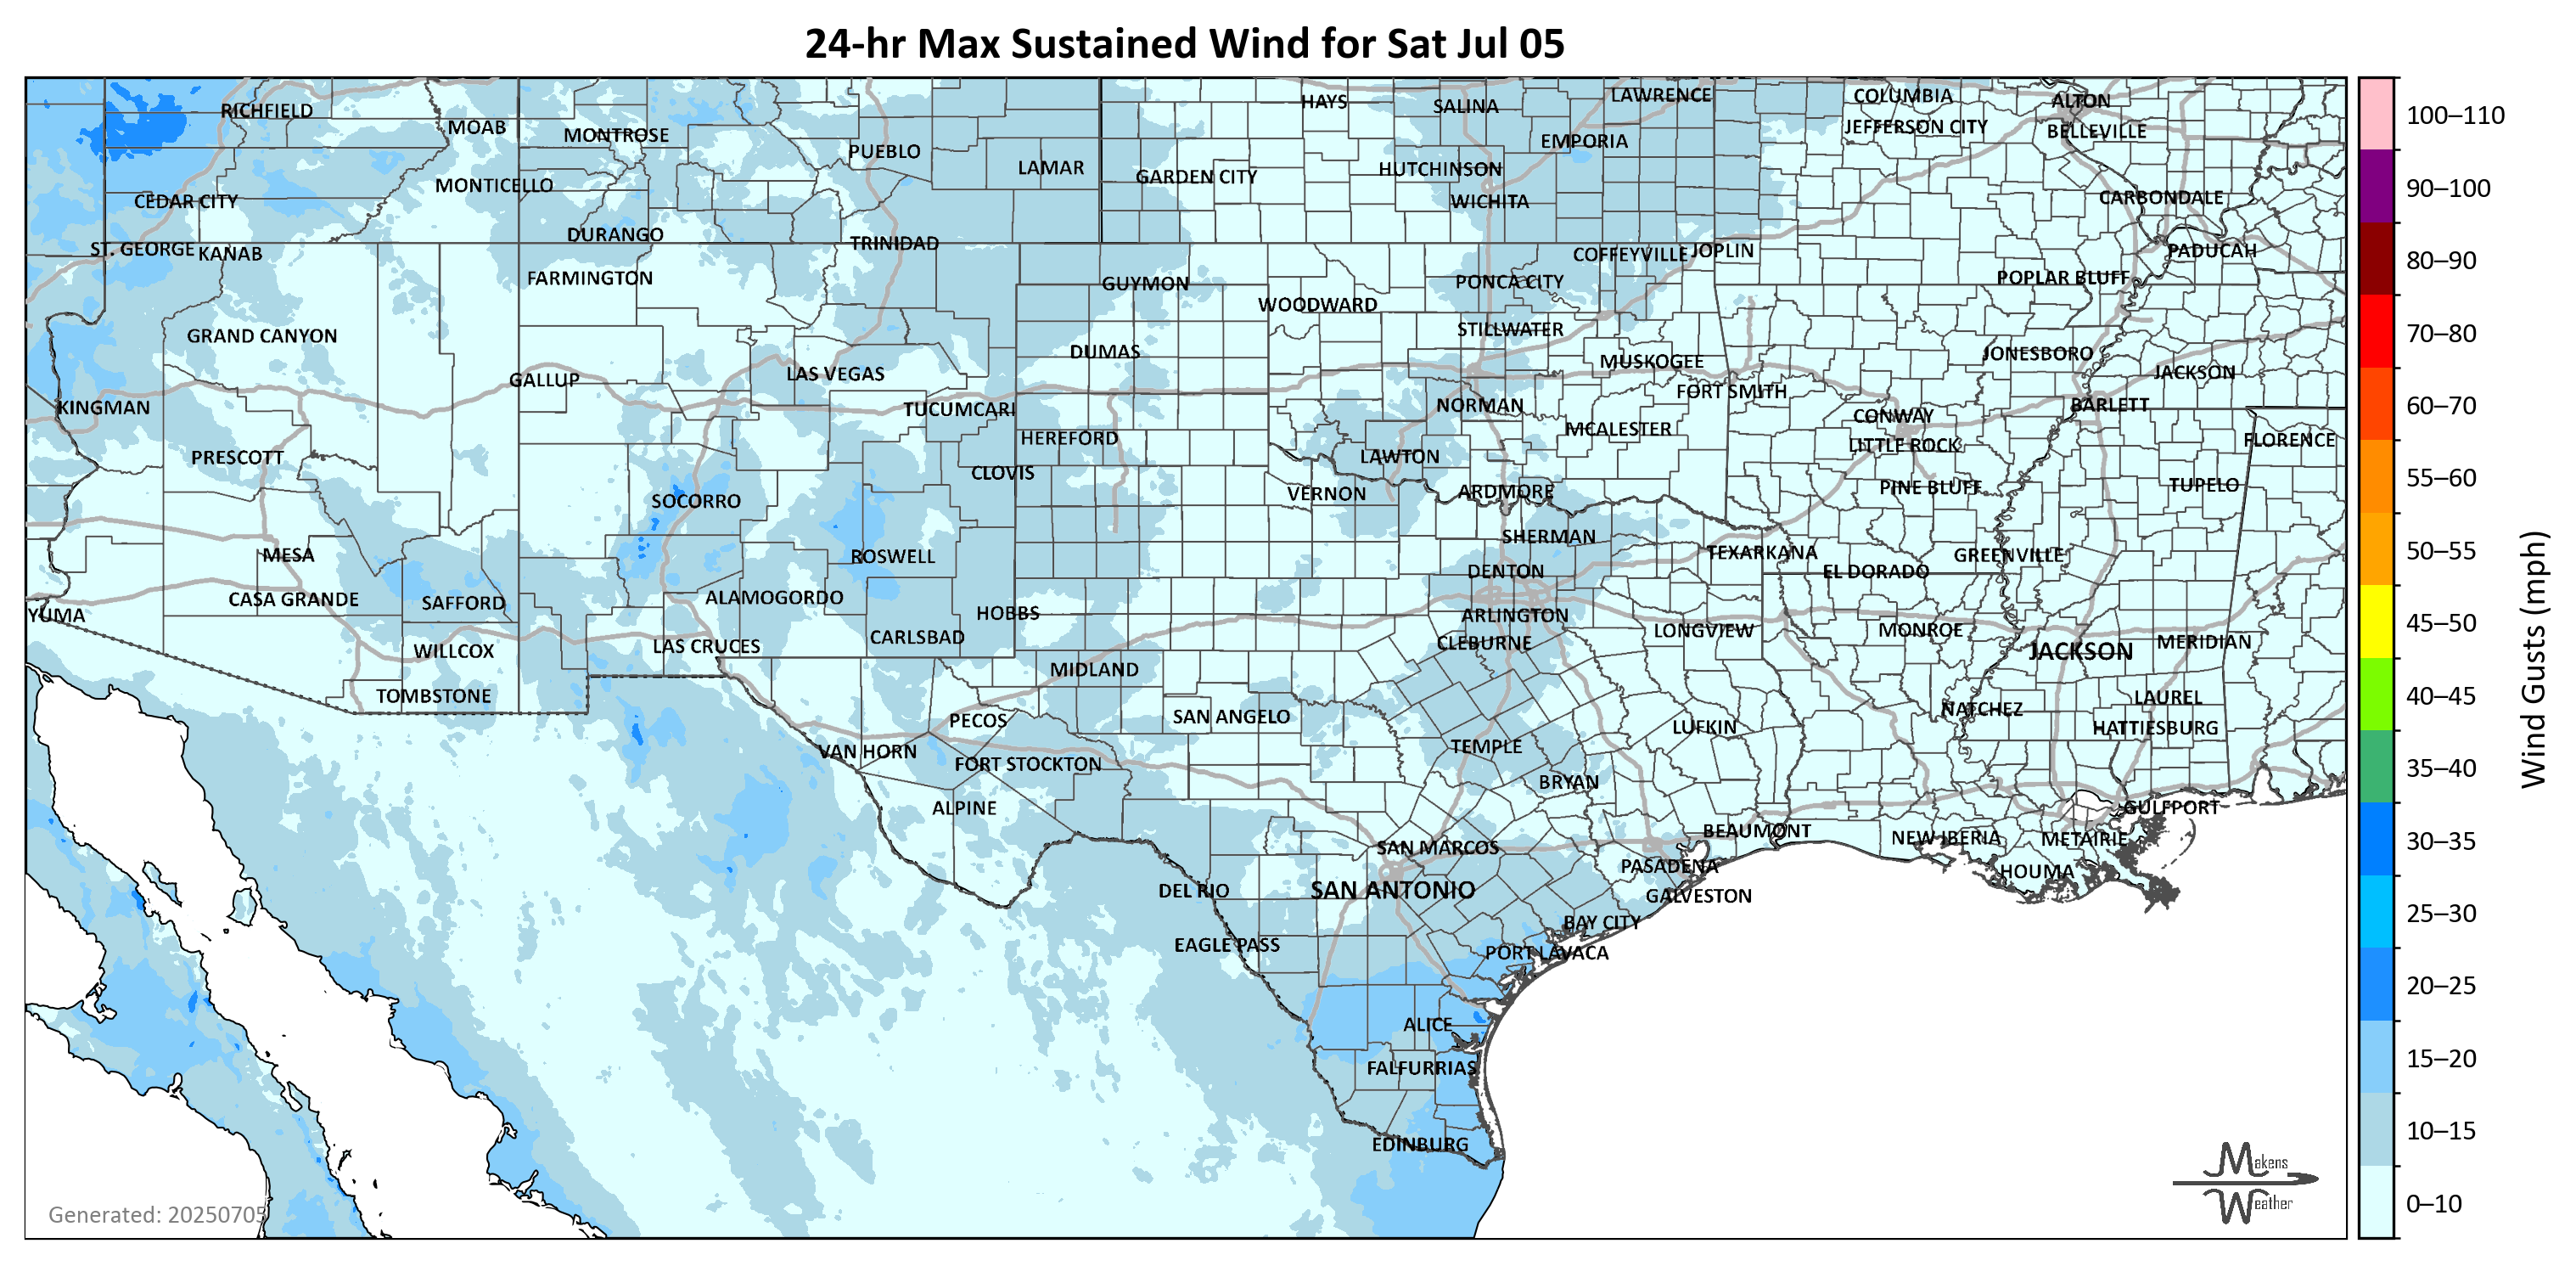 24-hr Max Sustained Wind for Sat Jul 05
RICHFIELD
MOAB
MONTROSE
PUEBLO
LAMAR
GARDEN CITY
HAYS
SALINA
LAWRENCE
EMPORIA
HUTCHINSON
WICHITA
COLUMBIA
JEFFERSON CITY
ALTON
BELLEVILLE
CARBONDALE
PADUCAH
MONTICELLO
CEDAR CITY
ST. GEORGE
KANAB
DURANGO
TRINIDAD
FARMINGTON
GUYMON
WOODWARD
PONCA CITY
COFFEYVILLE
JOPLIN
POPLAR BLUFF
GRAND CANYON
DUMAS
STILLWATER
MUSKOGEE
JONESBORO
JACKSON
GALLUP
LAS VEGAS
FORT SMITH
KINGMAN
TUCUMCARI
NORMAN
CONWAY
BARLETT
HEREFORD
MCALESTER
LITTLE ROCK
FLORENCE
PRESCOTT
CLOVIS
LAWTON
SOCORRO
VERNON
ARDMORE
PINE BLUFF
TUPELO
MESA
ROSWELL
SHERMAN
TEXARKANA
GREENVILLE
DENTON
EL DORADO
YUMA
CASA GRANDE
SAFFORD
ALAMOGORDO
HOBBS
ARLINGTON
CLEBURNE
LONGVIEW
MONROE
WILLCOX
LAS CRUCES
CARLSBAD
JACKSON
MERIDIAN
TOMBSTONE
MIDLAND
PECOS
SAN ANGELO
LAUREL
NATCHEZ
HATTIESBURG
VAN HORN
FORT STOCKTON
TEMPLE
LUFKIN
BRYAN
ALPINE
GULFPORT
SAN MARCOS
BEAUMONT
NEW IBERIA
METAIRIE
PASADENA
HOUMA
DEL RIO
SAN ANTONIO
GALVESTON
BAY CITY
EAGLE PASS
PORT LAVACA
ALICE
FALFURRIAS
EDINBURG
Generated: 20250705
Makens
Weather
100–110
90–100
80–90
70–80
60–70
55–60
50–55
45–50
40–45
35–40
30–35
25–30
20–25
15–20
10–15
0–10
Wind Gusts (mph)